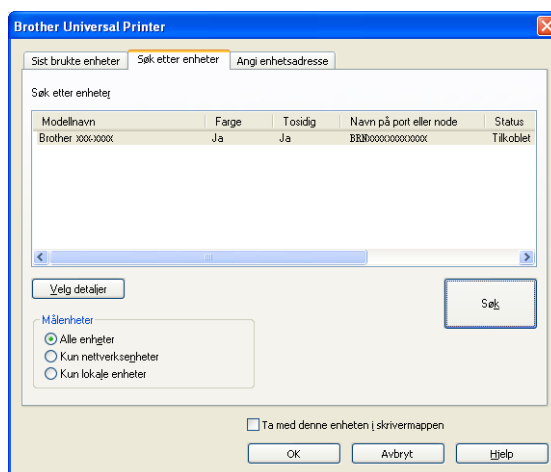 Brother Universal Printer
Sist brukte enheter Søk etter enheter Angi enhetsadresse
Søk etter enheter
Modellnavn Farge Tosidig Navn på port eller node Status
Brother xxx-xxxx Ja Ja BRNxxxxxxxxxxxx Tilkoblet
Velg detaljer
Søk
Målenheter
Alle enheter
Kun nettverksenheter
Kun lokale enheter
Ta med denne enheten i skrivermappen
OK Avbryt Hjelp